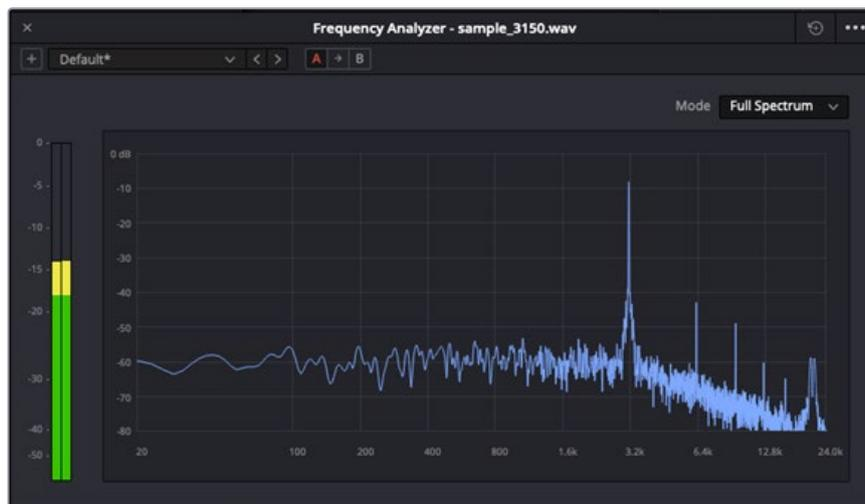 Frequency Analyzer - sample_3150.wav
Default*
A
B
Mode
Full Spectrum
0
-5
-10
-15
-20
-30
-40
-50
0 dB
-10
-20
-30
-40
-50
-60
-70
-80
20
100
200
400
800
1.6k
3.2k
6.4k
12.8k
24.0k